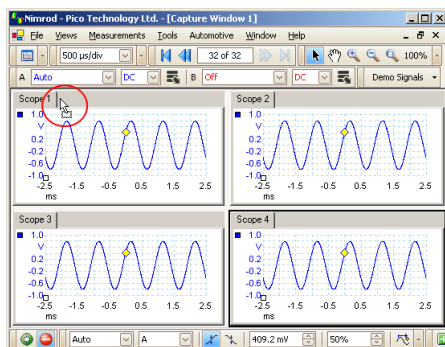 Nimrod - Pico Technology Ltd. - [Capture Window 1]
File Views Measurements Tools Automotive Window Help
500 µs/div 32 of 32 100%
A Auto DC B Off DC Demo Signals
Scope 1
1.0
V
0.2
-0.2
-0.6
-1.0
-2.5 -1.5 -0.5 0.5 1.5 2.5
ms
Scope 2
1.0
V
0.2
-0.2
-0.6
-1.0
-2.5 -1.5 -0.5 0.5 1.5 2.5
ms
Scope 3
1.0
V
0.2
-0.2
-0.6
-1.0
-2.5 -1.5 -0.5 0.5 1.5 2.5
ms
Scope 4
1.0
V
0.2
-0.2
-0.6
-1.0
-2.5 -1.5 -0.5 0.5 1.5 2.5
ms
Auto A 409.2 mV 50%